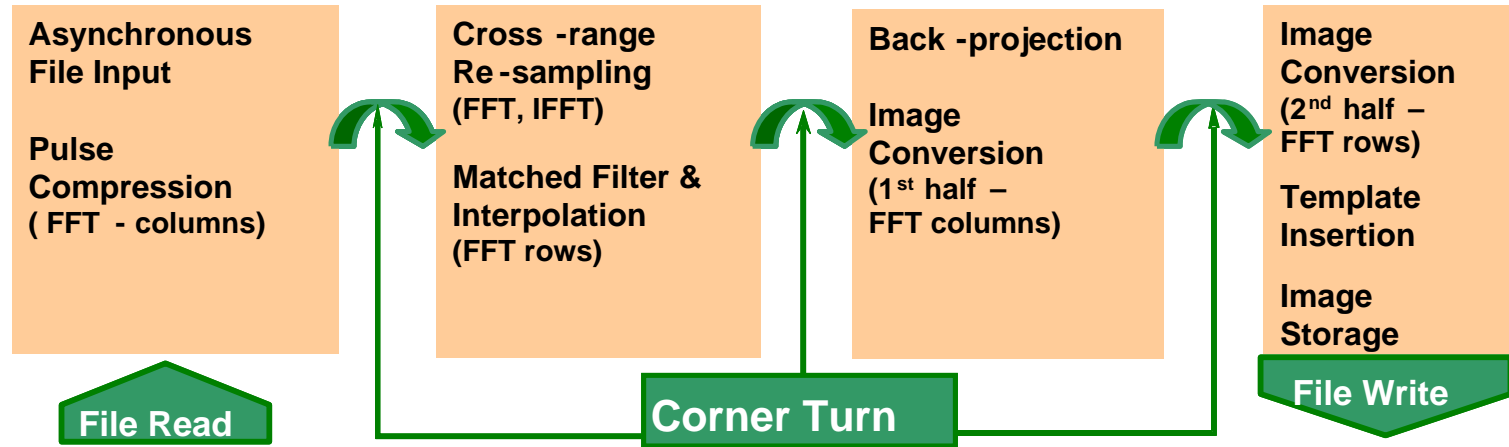 Asynchronous
File Input
Pulse
Compression
( FFT - columns)
Cross -range
Re -sampling
(FFT, IFFT)
Matched Filter &
Interpolation
(FFT rows)
Back -projection
Image
Conversion
(1st half –
FFT columns)
Image
Conversion
(2nd half –
FFT rows)
Template
Insertion
Image
Storage
File Read
Corner Turn
File Write